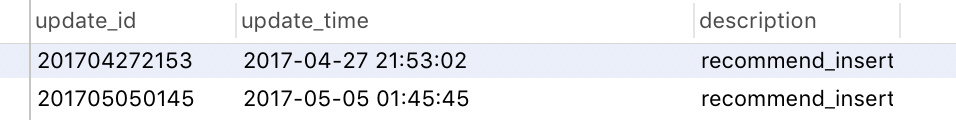 update_id update_time description
201704272153 2017-04-27 21:53:02 recommend_insert
201705050145 2017-05-05 01:45:45 recommend_insert